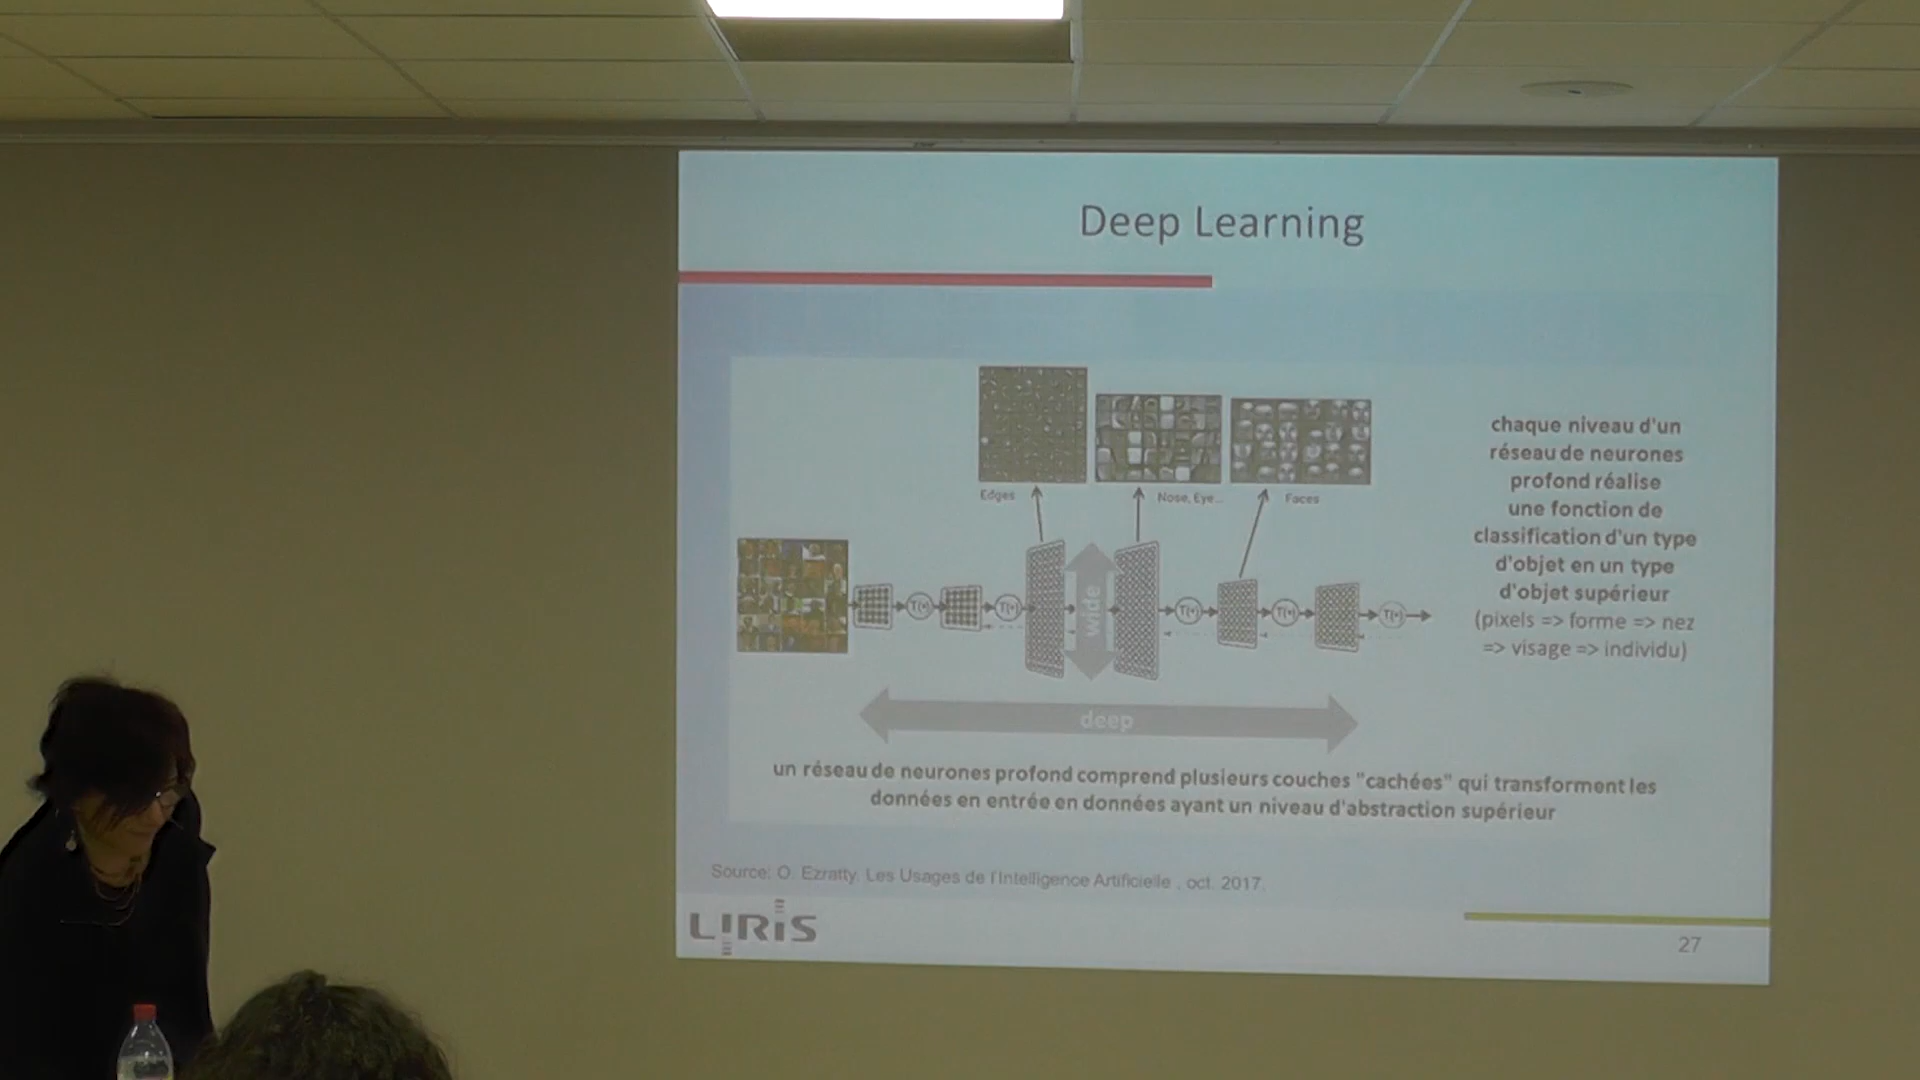 Deep Learning
Edges
Nose, Eye...
Faces
chaque niveau d'un
réseau de neurones
profond réalise
une fonction de
classification d'un type
d'objet en un type
d'objet supérieur
(pixels => forme => nez
=> visage => individu)
T(•)
T(•)
wide
T(•)
T(•)
T(•)
deep
un réseau de neurones profond comprend plusieurs couches "cachées" qui transforment les
données en entrée en données ayant un niveau d'abstraction supérieur
Source: O. Ezratty, Les Usages de l'Intelligence Artificielle , oct. 2017.
LIRIS
27